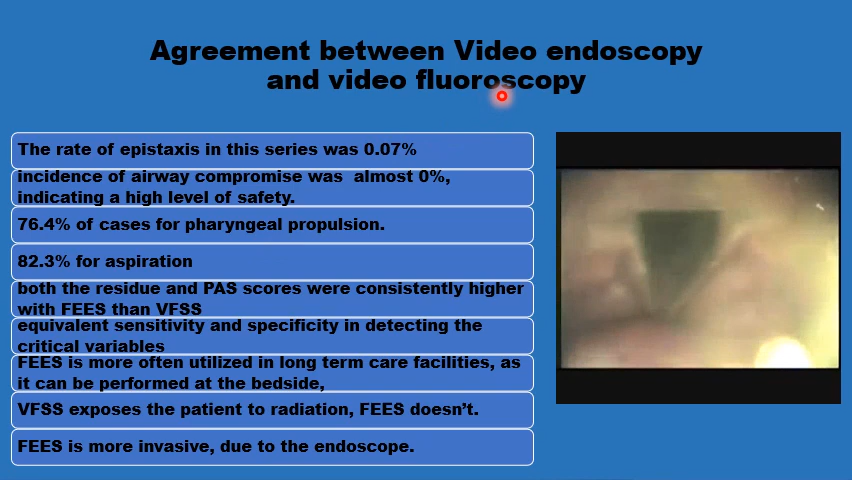 Agreement between Video endoscopy
and video fluoroscopy
The rate of epistaxis in this series was 0.07%
incidence of airway compromise was  almost 0%,
indicating a high level of safety.
76.4% of cases for pharyngeal propulsion.
82.3% for aspiration
both the residue and PAS scores were consistently higher
with FEES than VFSS
equivalent sensitivity and specificity in detecting the
critical variables
FEES is more often utilized in long term care facilities, as
it can be performed at the bedside,
VFSS exposes the patient to radiation, FEES doesn’t.
FEES is more invasive, due to the endoscope.